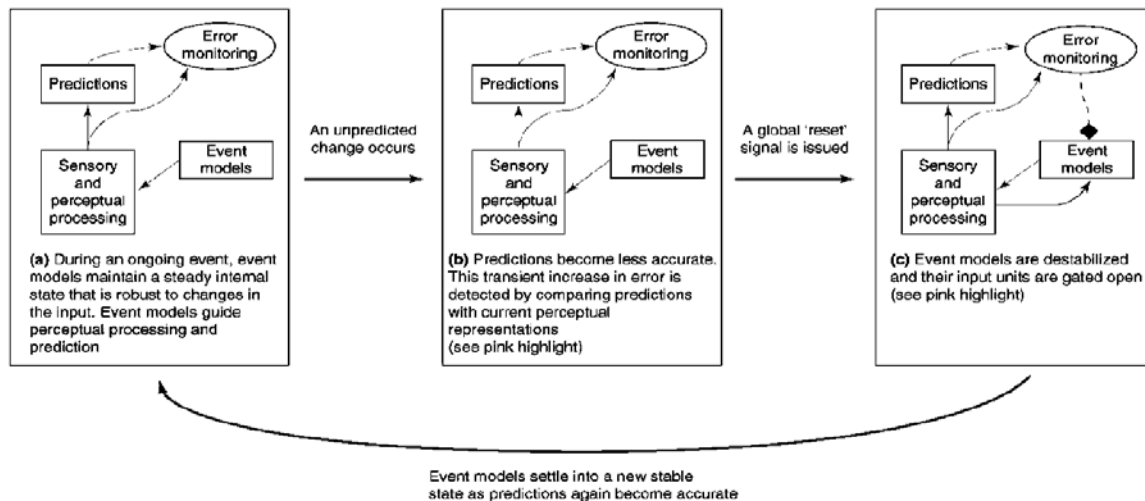 Error
monitoring
Predictions
Sensory
and
perceptual
processing
Event
models
(a) During an ongoing event, event
models maintain a steady internal
state that is robust to changes in
the input. Event models guide
perceptual processing and
prediction
An unpredicted
change occurs
Error
monitoring
Predictions
Sensory
and
perceptual
processing
Event
models
(b) Predictions become less accurate.
This transient increase in error is
detected by comparing predictions
with current perceptual
representations
(see pink highlight)
A global 'reset'
signal is issued
Error
monitoring
Predictions
Sensory
and
perceptual
processing
Event
models
(c) Event models are destabilized
and their input units are gated open
(see pink highlight)
Event models settle into a new stable
state as predictions again become accurate